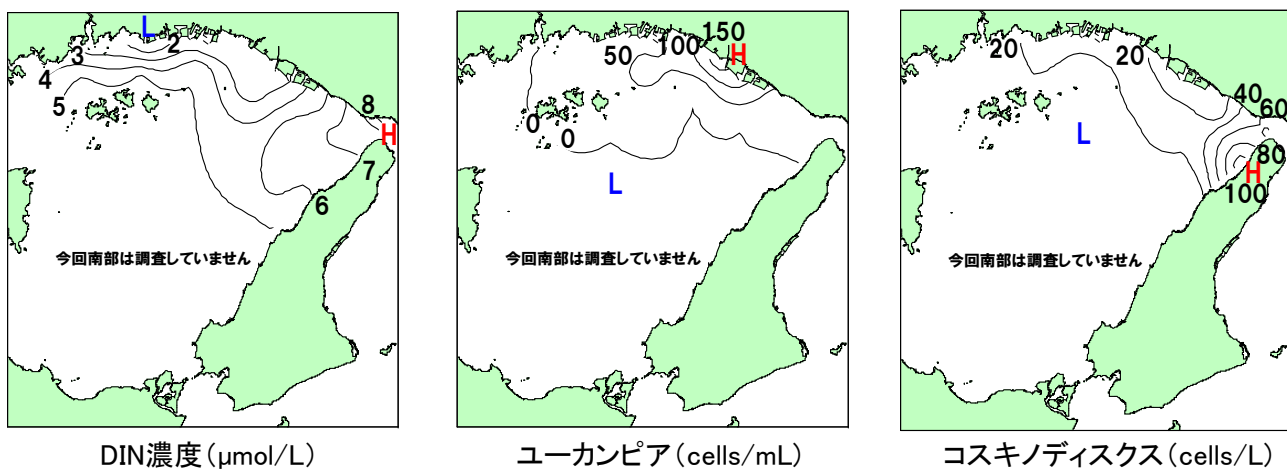 L
2
3
4
5
8
H
7
6
今回南部は調査していません
DIN濃度(μmol/L)
150
100
50
H
0
0
L
今回南部は調査していません
ユーカンピア(cells/mL)
20
20
40
60
L
80
H
100
今回南部は調査していません
コスキノディスクス(cells/L)